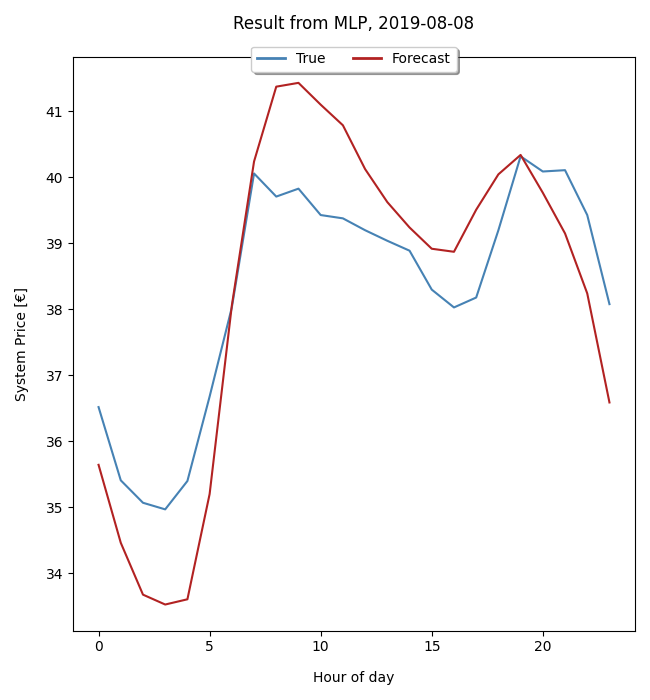 Result from MLP, 2019-08-08
True
Forecast
System Price [€]
41
40
39
38
37
36
35
34
0
5
10
15
20
Hour of day